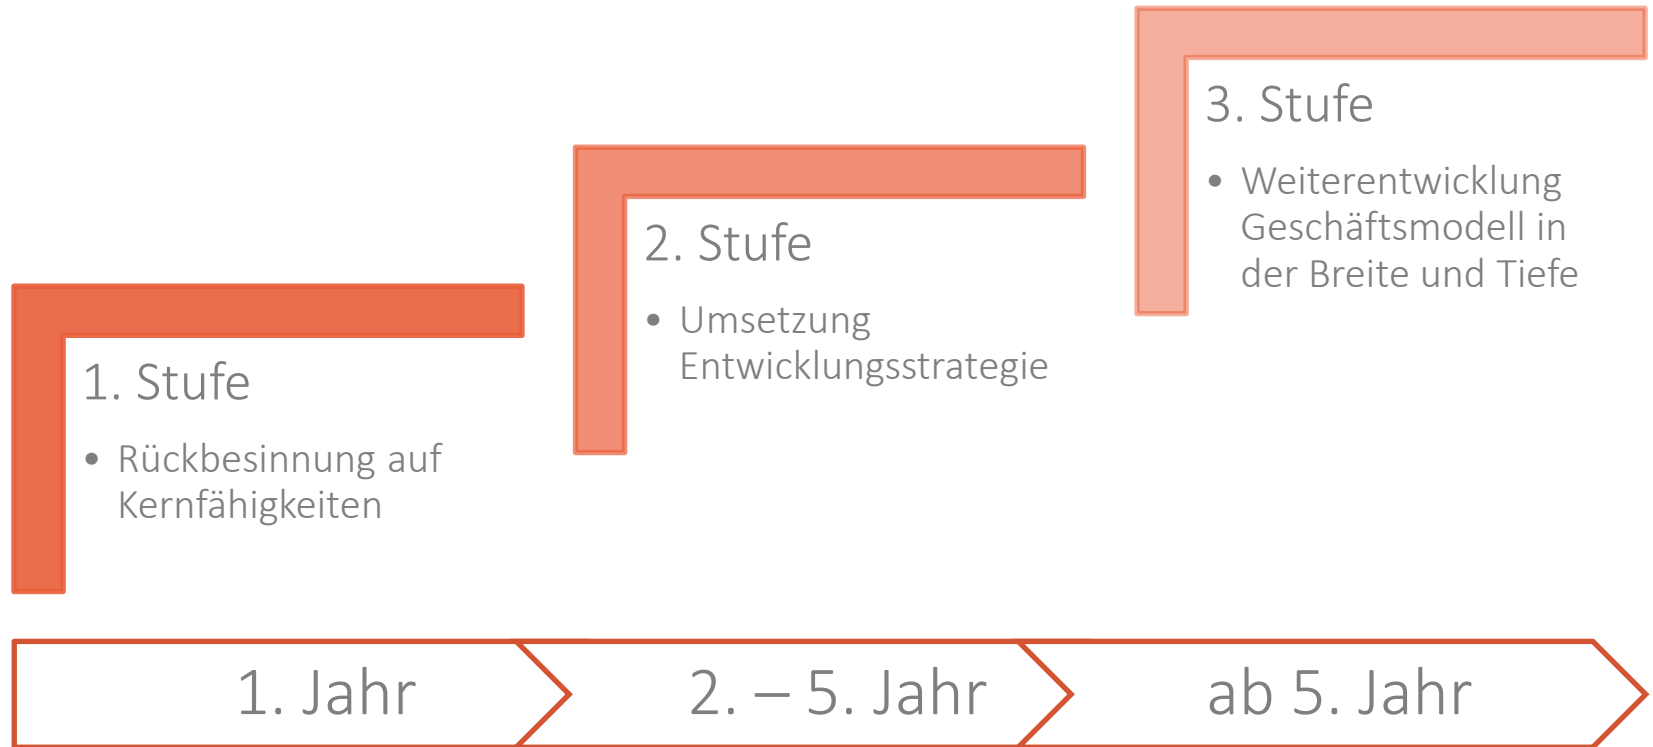 1. Stufe
• Rückbesinnung auf
Kernfähigkeiten
2. Stufe
• Umsetzung
Entwicklungsstrategie
3. Stufe
• Weiterentwicklung
Geschäftsmodell in
der Breite und Tiefe
1. Jahr
2. – 5. Jahr
ab 5. Jahr